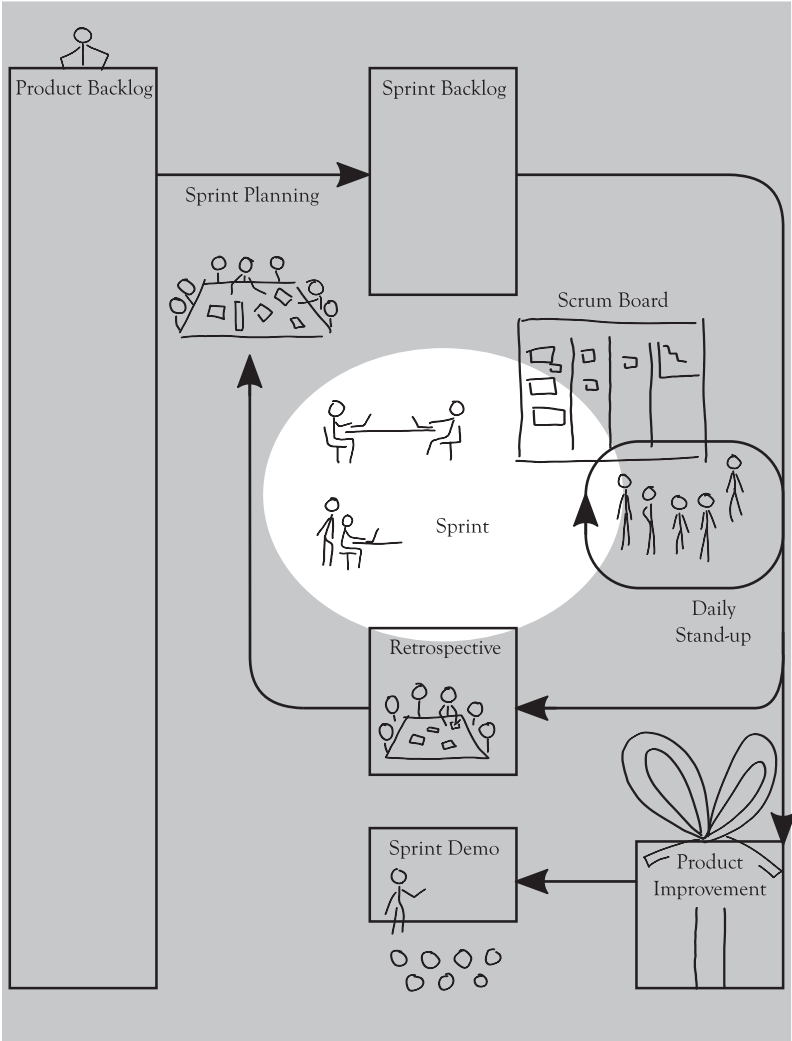 Product Backlog
Sprint Backlog
Sprint Planning
Scrum Board
Sprint
Daily
Stand-up
Retrospective
Sprint Demo
Product
Improvement